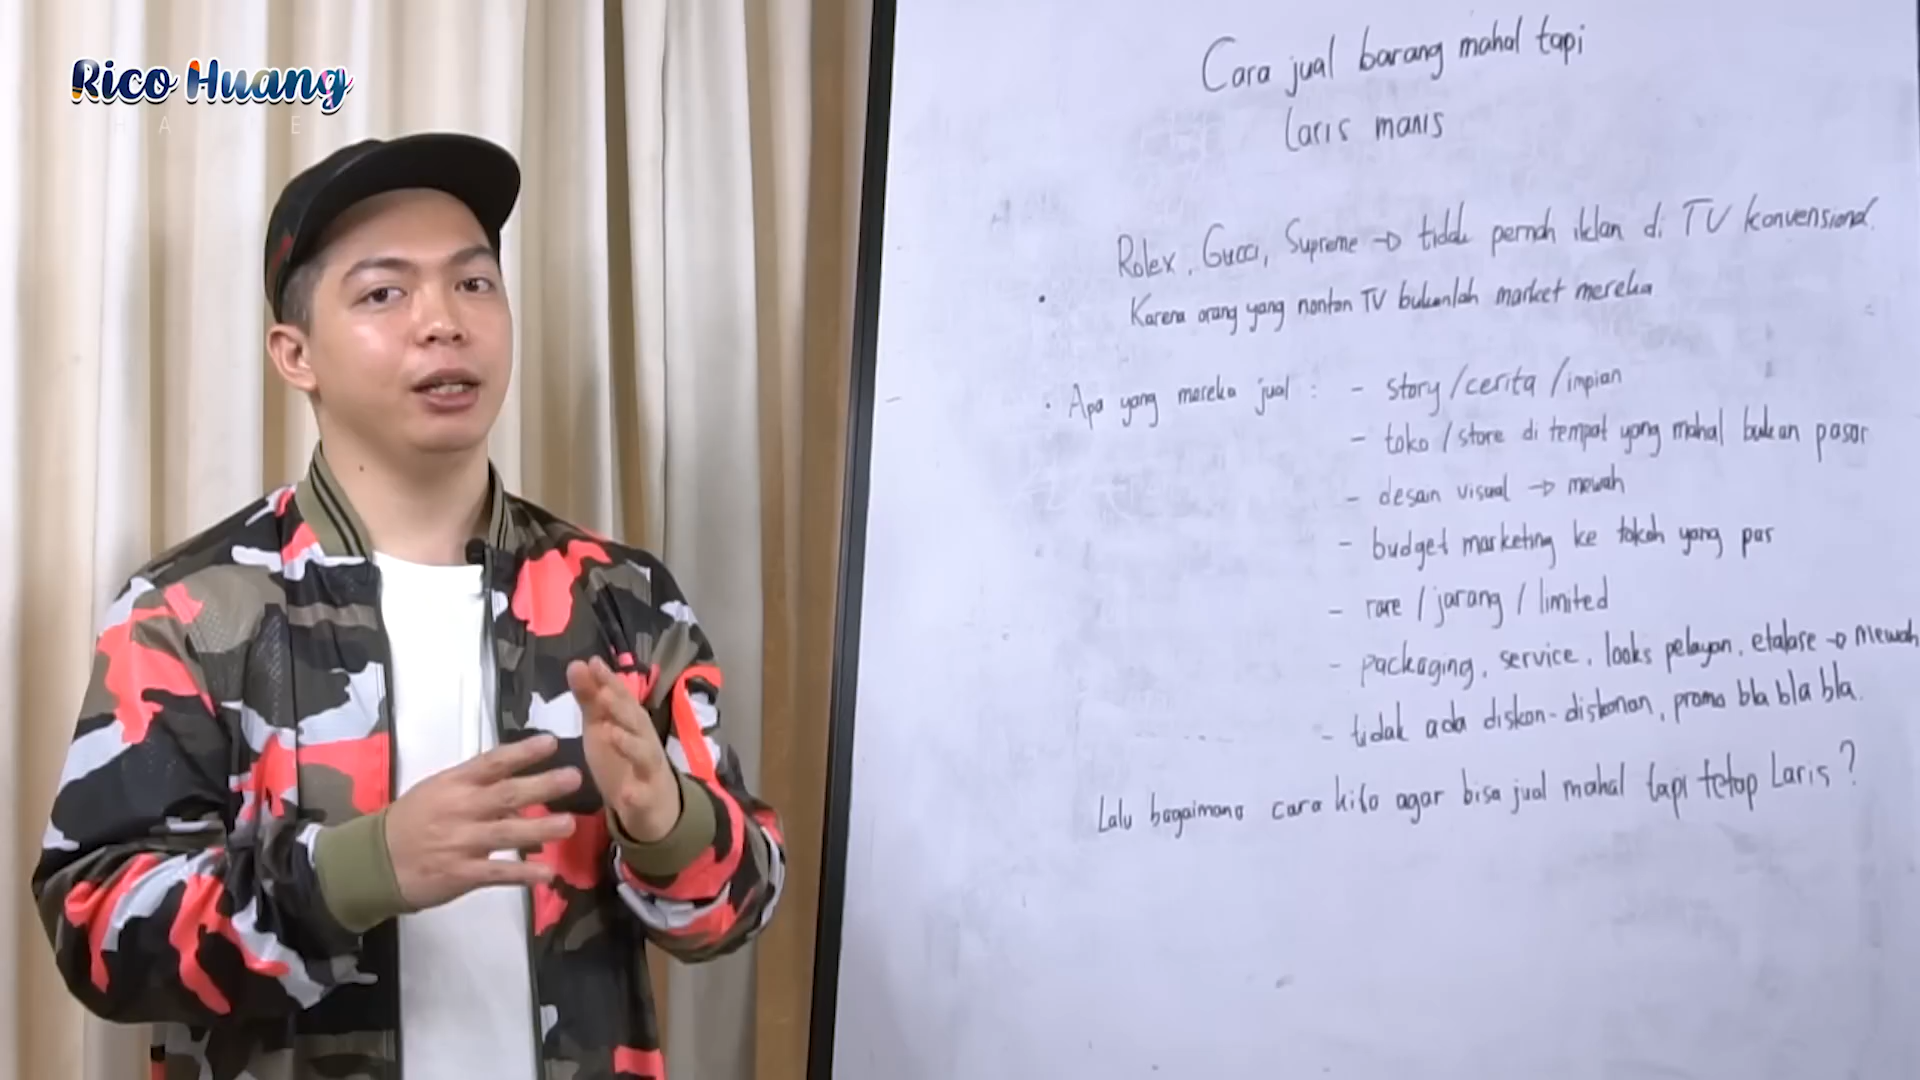 Rico Huang
Cara jual barang mahal tapi
laris manis
Rolex, Gucci, Supreme → tidak pernah iklan di TV konvensional.
• Karena orang yang nonton TV bukanlah market mereka
• Apa yang mereka jual : - story / cerita / impian
- toko / store di tempat yang mahal bukan pasar
- desain visual → mewah
- budget marketing ke tokoh yang pas
- rare / jarang / limited
- packaging, service, looks pelayan, etalase → mewah
- tidak ada diskon-diskonan, promo bla bla bla.
Lalu bagaimana cara kita agar bisa jual mahal tapi tetap Laris ?